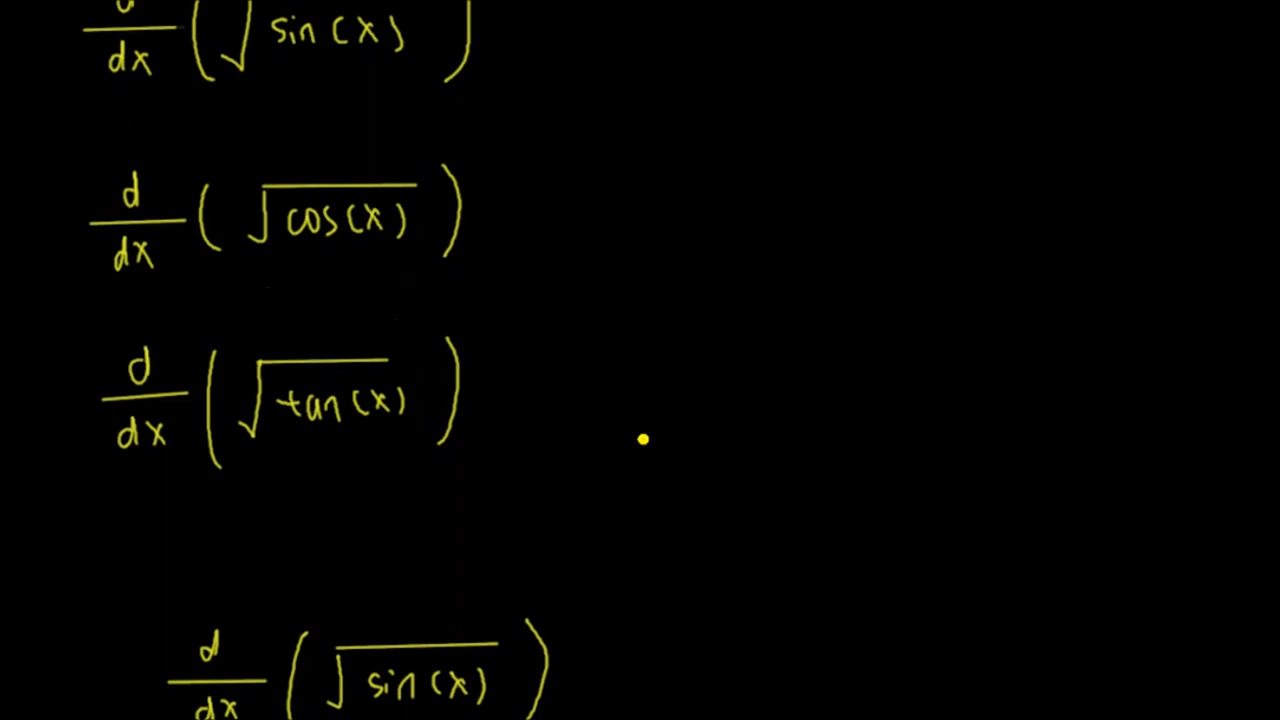 d/dx (√sin(x))
d/dx (√cos(x))
d/dx (√tan(x))
d/dx (√sin(x))